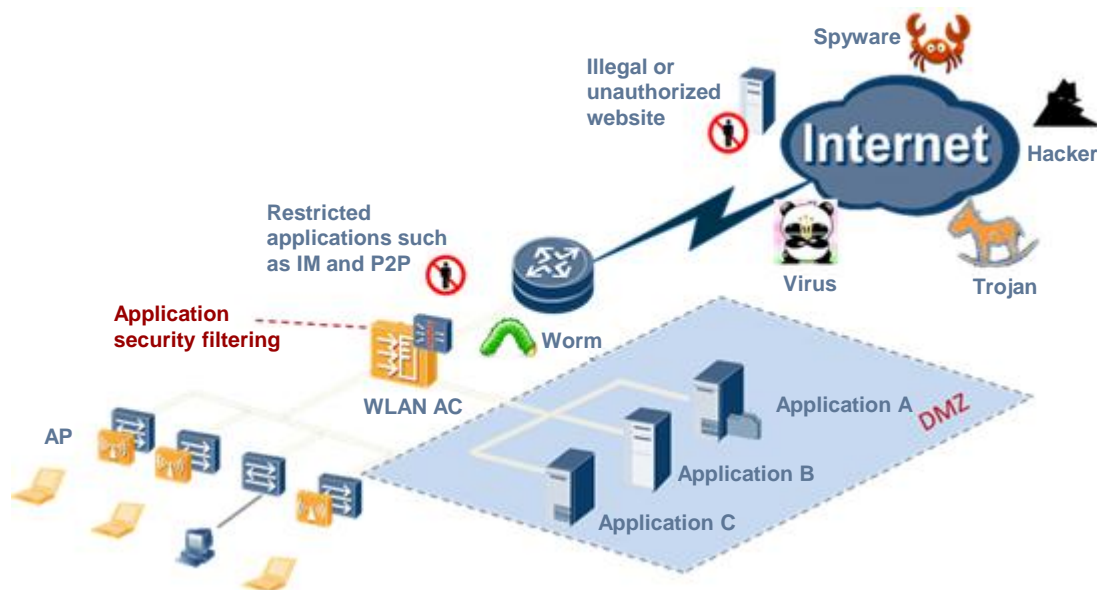 Spyware
Illegal or
unauthorized
website
Internet
Hacker
Restricted
applications such
as IM and P2P
Virus
Trojan
Application
security filtering
Worm
WLAN AC
Application A
DMZ
AP
Application B
Application C